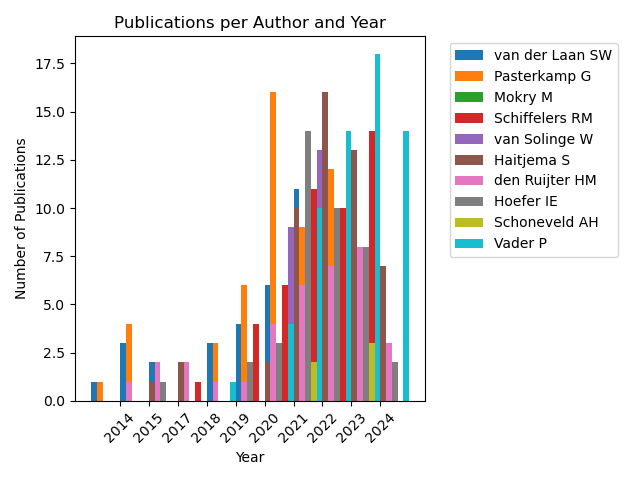 Publications per Author and Year
Number of Publications
17.5
15.0
12.5
10.0
7.5
5.0
2.5
0.0
2014
2015
2017
2018
2019
2020
2021
2022
2023
2024
Year
van der Laan SW
Pasterkamp G
Mokry M
Schiffelers RM
van Solinge W
Haitjema S
den Ruijter HM
Hoefer IE
Schoneveld AH
Vader P